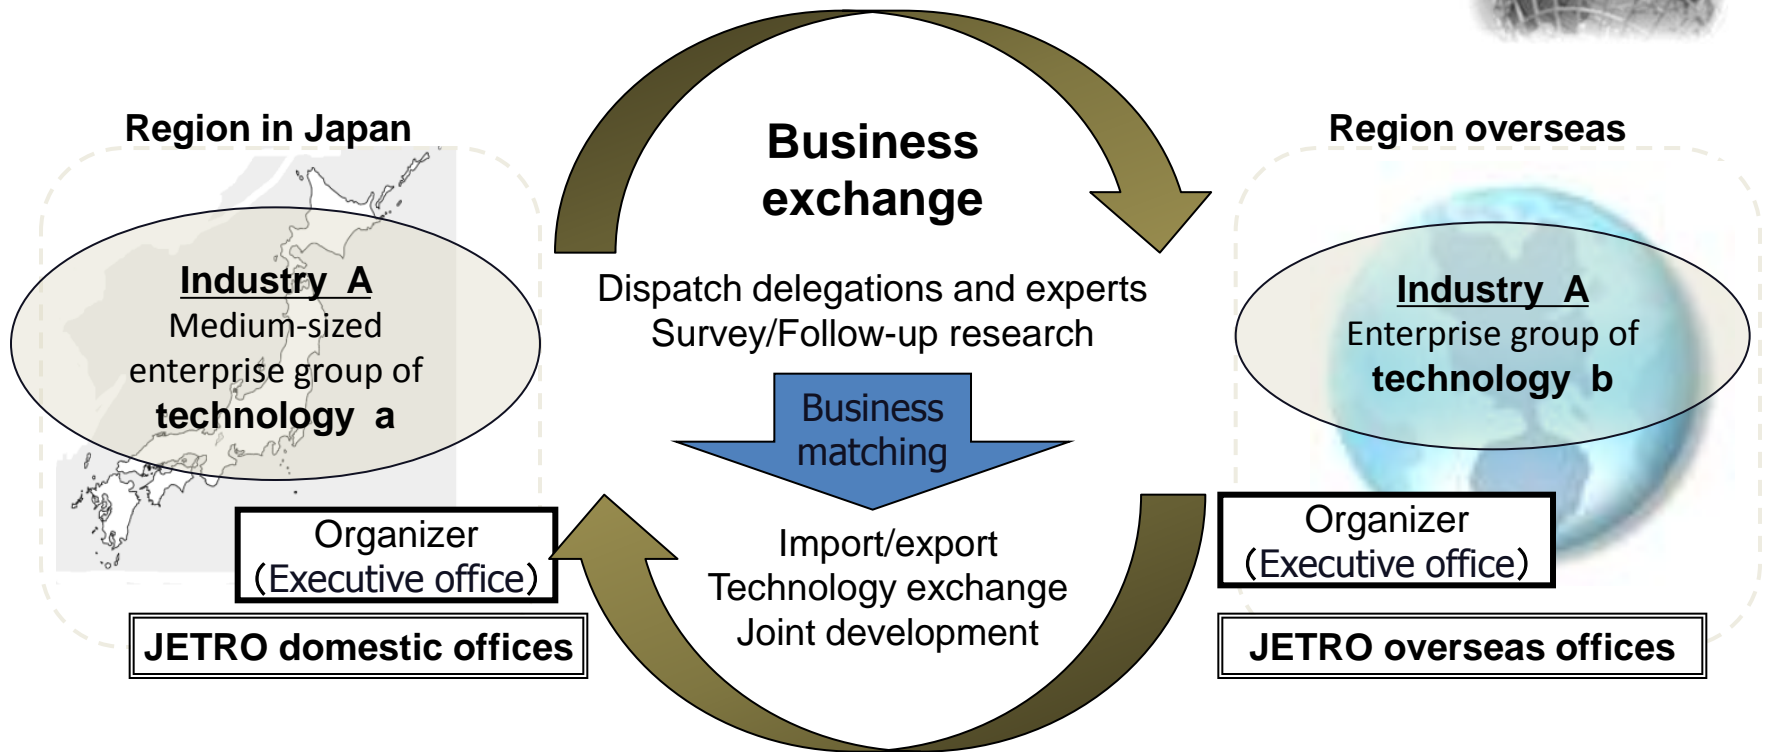 Region in Japan
Industry A
Medium-sized
enterprise group of
technology a
Organizer
(Executive office)
JETRO domestic offices
Business
exchange
Dispatch delegations and experts
Survey/Follow-up research
Business
matching
Import/export
Technology exchange
Joint development
Region overseas
Industry A
Enterprise group of
technology b
Organizer
(Executive office)
JETRO overseas offices